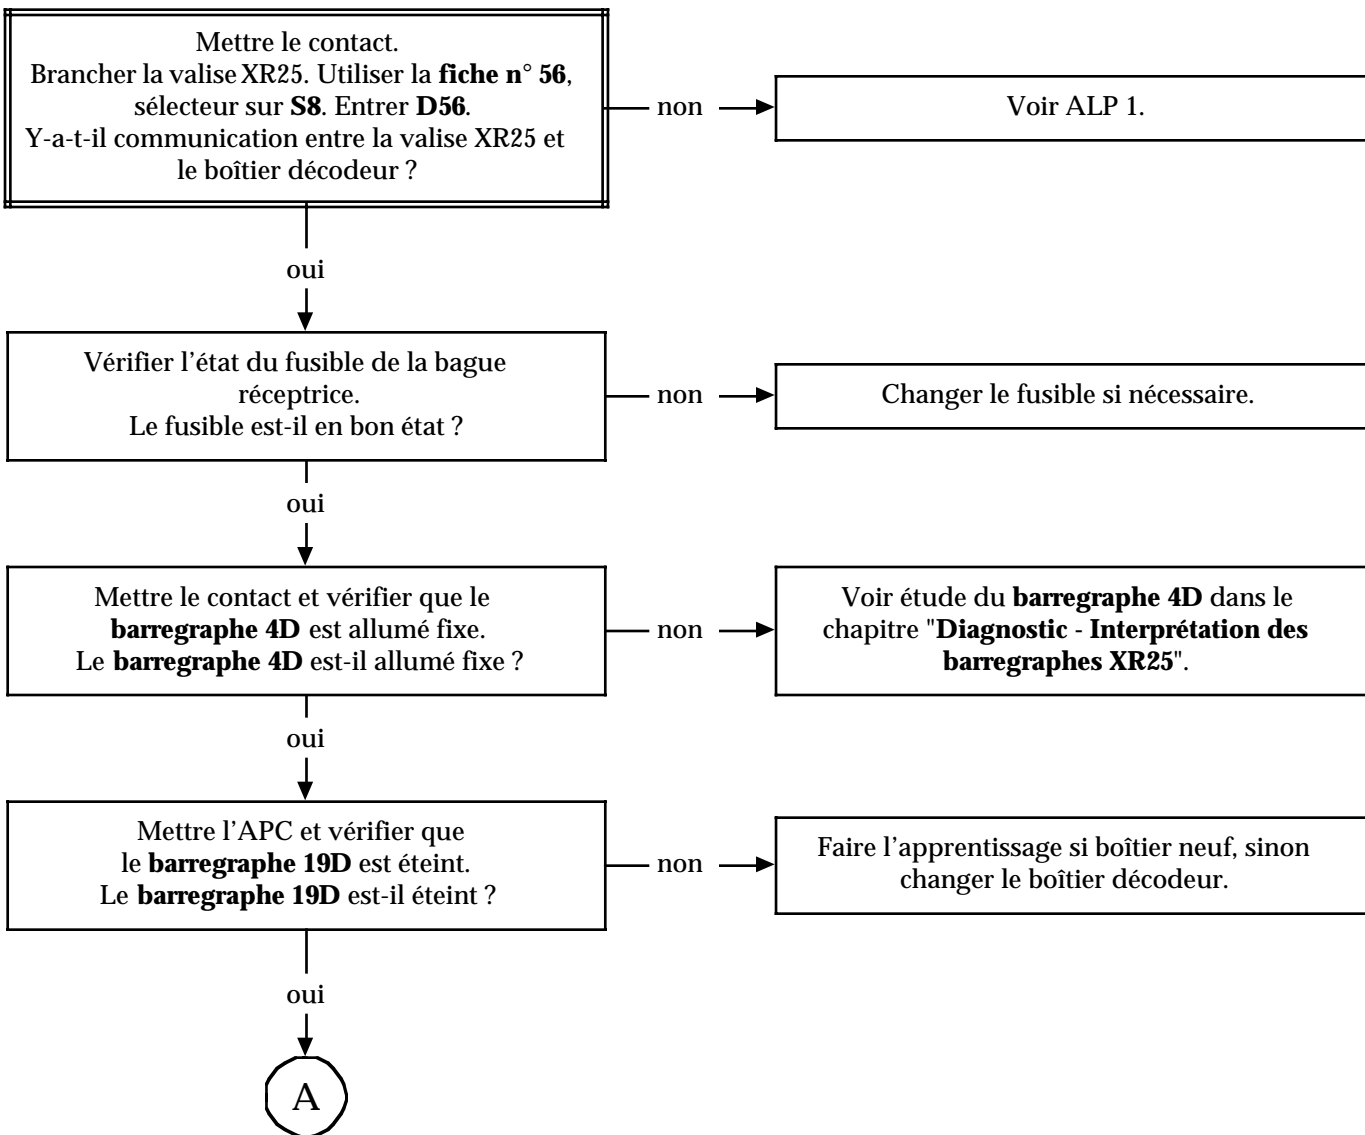 Mettre le contact.
Brancher la valise XR25. Utiliser la fiche n° 56,
sélecteur sur S8. Entrer D56.
Y-a-t-il communication entre la valise XR25 et
le boîtier décodeur ?
non
Voir ALP 1.
oui
Vérifier l'état du fusible de la bague
réceptrice.
Le fusible est-il en bon état ?
non
Changer le fusible si nécessaire.
oui
Mettre le contact et vérifier que le
barregraphe 4D est allumé fixe.
Le barregraphe 4D est-il allumé fixe ?
non
Voir étude du barregraphe 4D dans le
chapitre "Diagnostic - Interprétation des
barregraphes XR25".
oui
Mettre l'APC et vérifier que
le barregraphe 19D est éteint.
Le barregraphe 19D est-il éteint ?
non
Faire l'apprentissage si boîtier neuf, sinon
changer le boîtier décodeur.
oui
A